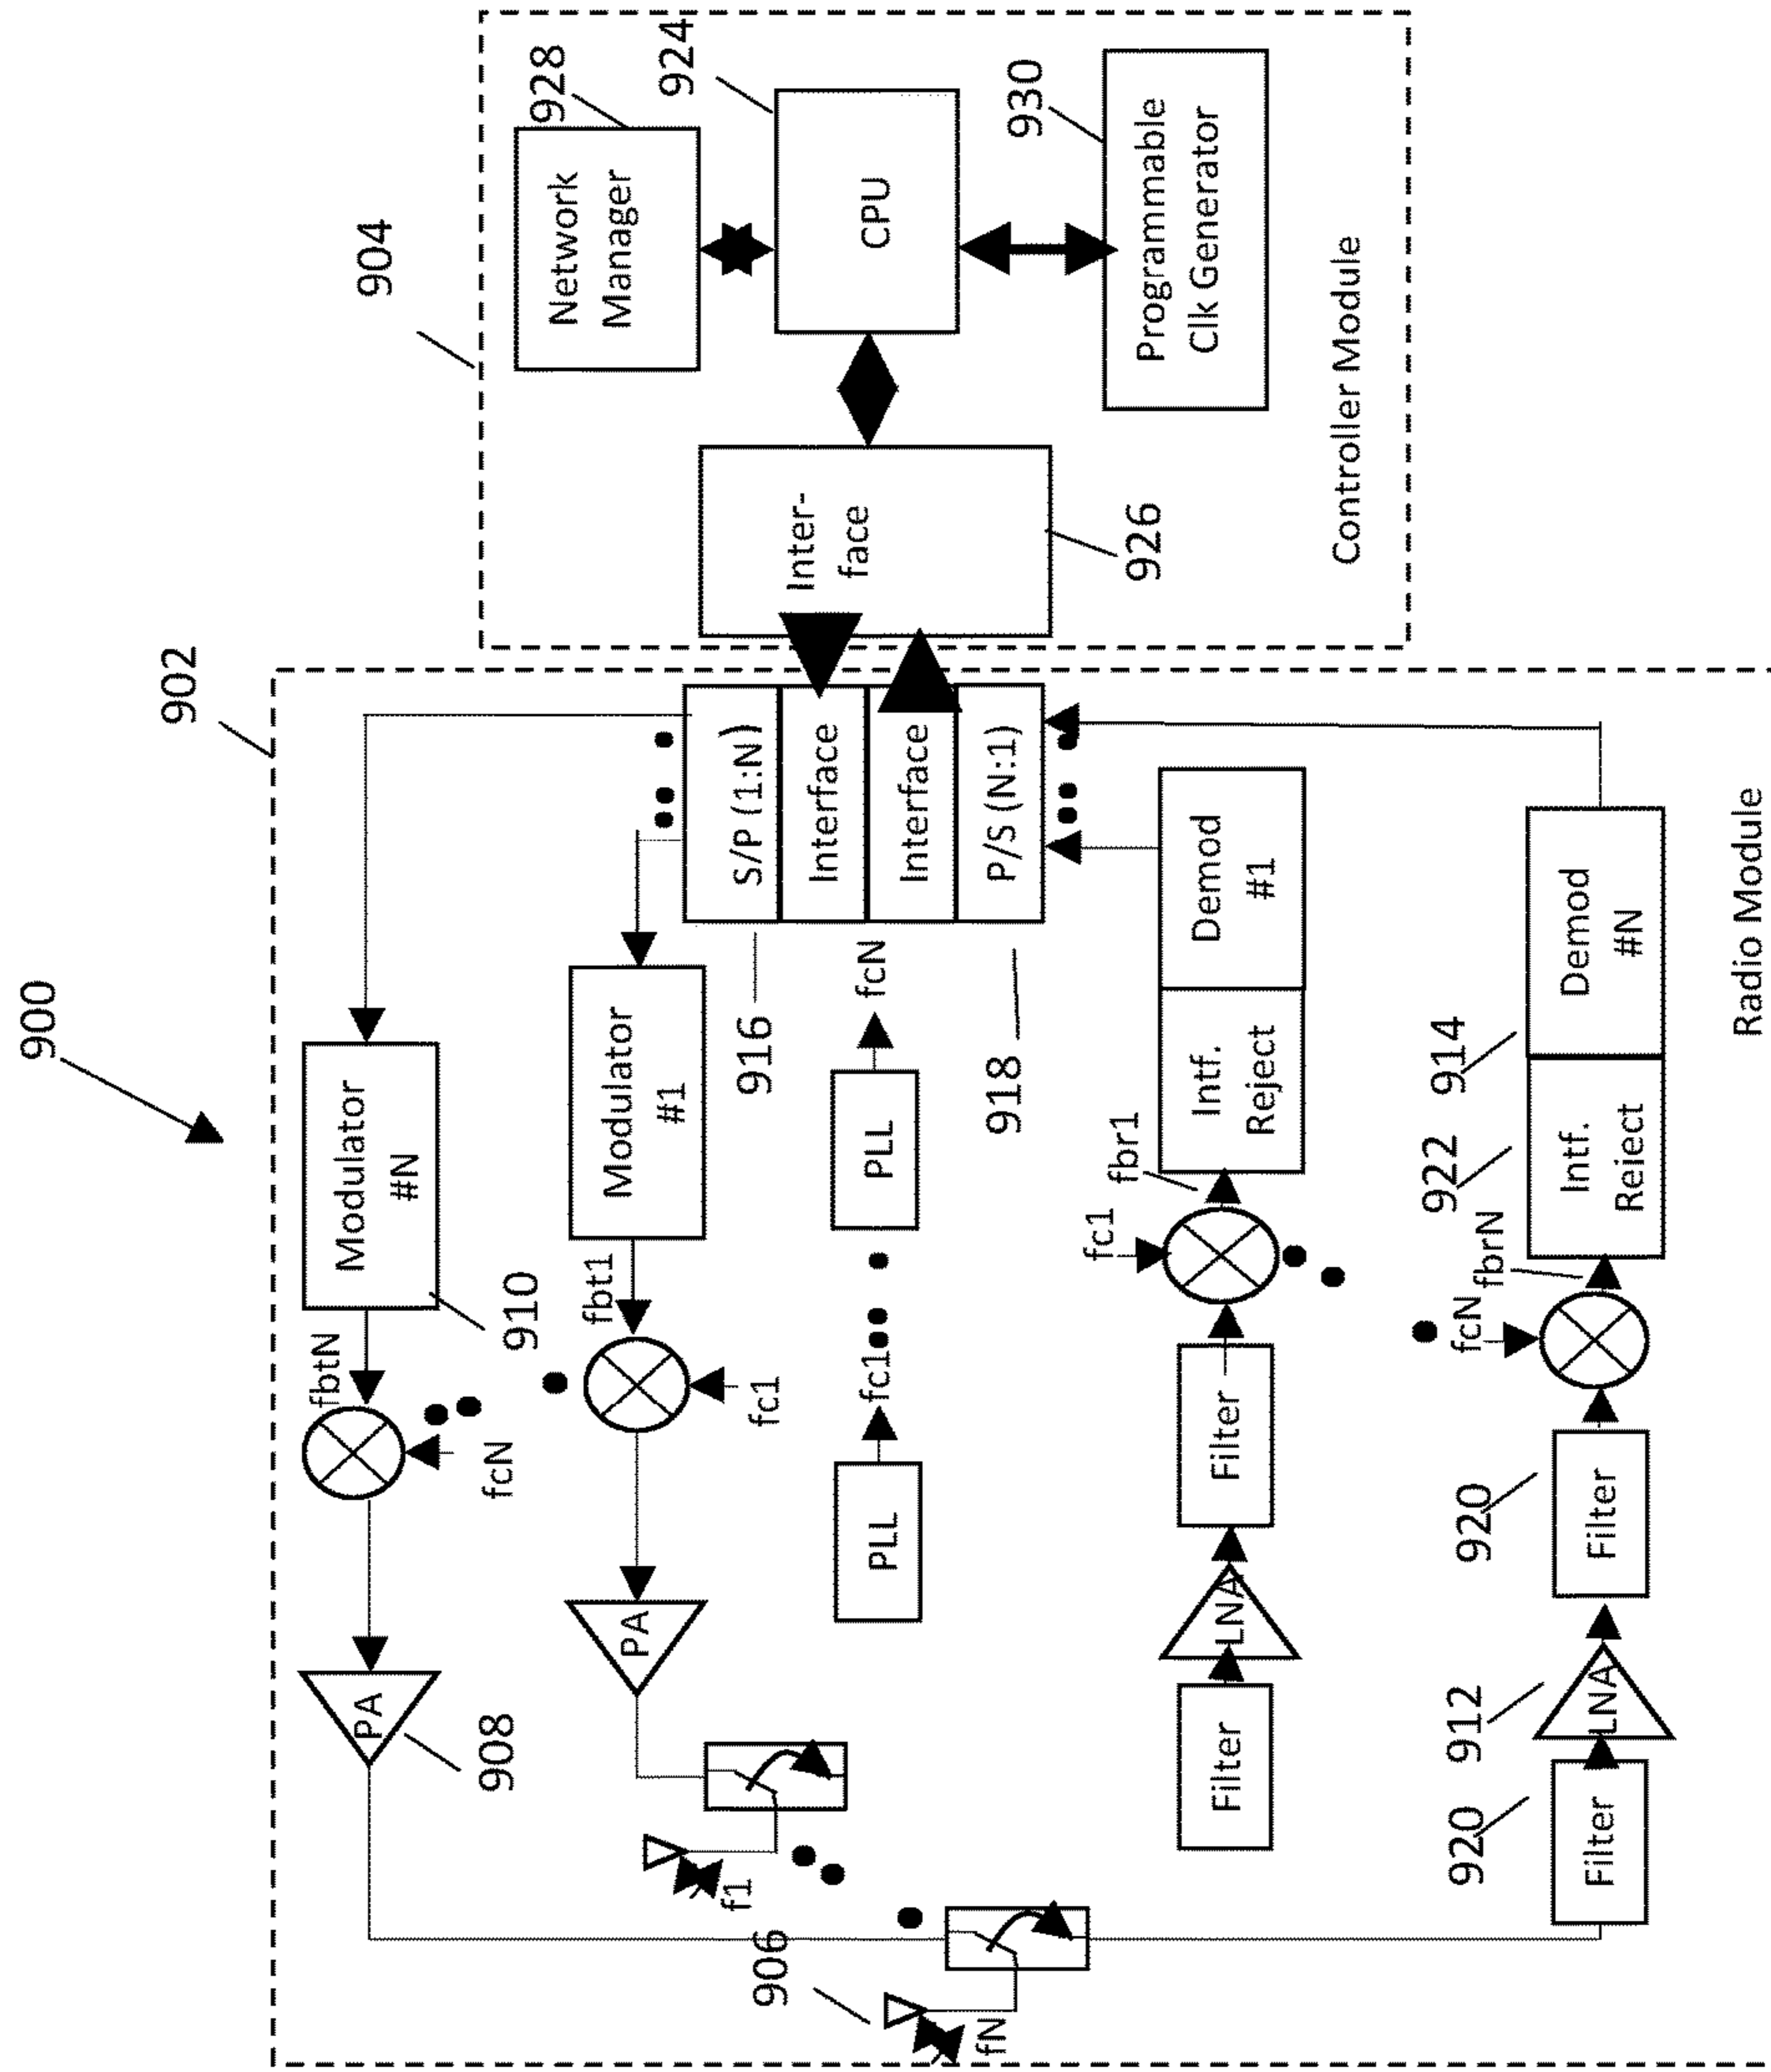 900
902
904
Modulator
#N
fbtN
fcN
PA
908
910
Modulator
#1
fbt1
fc1
PA
f1
906
fN
PLL
fc1
PLL
fcN
916
918
S/P (1:N)
Interface
Interface
P/S (N:1)
Filter
LNA
Filter
fc1
fbr1
Intf.
Reject
Demod
#1
920
Filter
912
LNA
920
Filter
fcN
fbrN
922
Intf.
Reject
914
Demod
#N
Radio Module
Inter-
face
926
Network
Manager
928
CPU
924
Programmable
Clk Generator
930
Controller Module